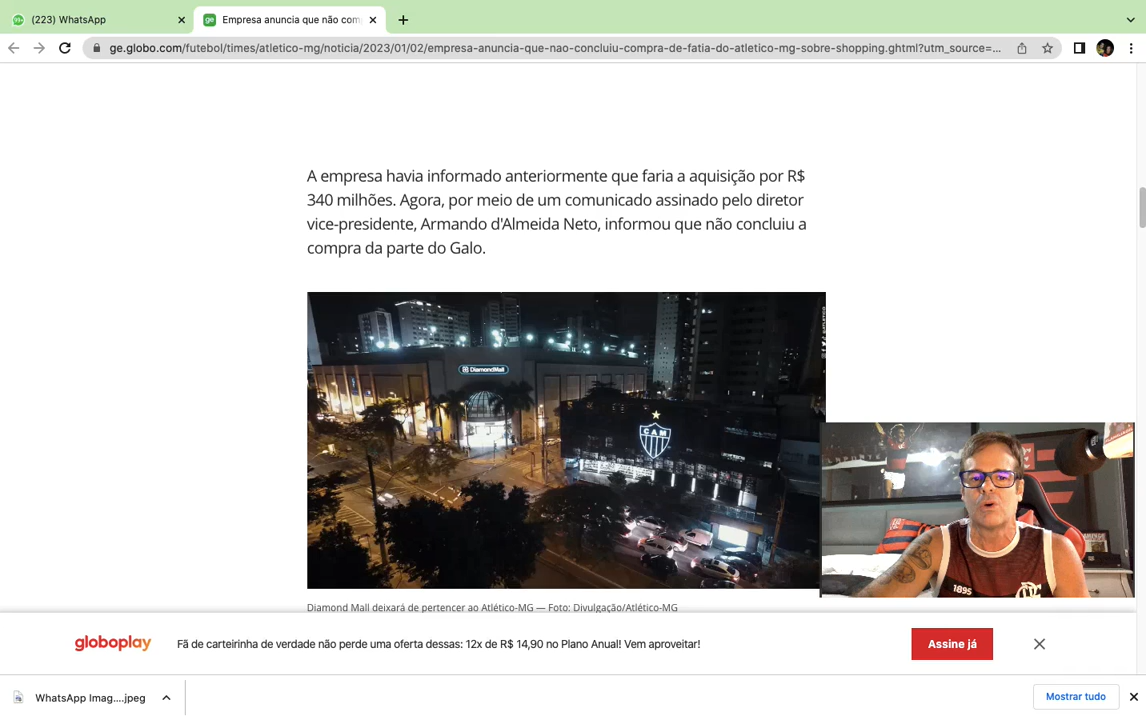 (223) WhatsApp
Empresa anuncia que não com
ge.globo.com/futebol/times/atletico-mg/noticia/2023/01/02/empresa-anuncia-que-nao-concluiu-compra-de-fatia-do-atletico-mg-sobre-shopping.ghtml?utm_source=...
A empresa havia informado anteriormente que faria a aquisição por R$
340 milhões. Agora, por meio de um comunicado assinado pelo diretor
vice-presidente, Armando d'Almeida Neto, informou que não concluiu a
compra da parte do Galo.
DiamondMall
CAM
1895
Diamond Mall deixará de pertencer ao Atlético-MG — Foto: Divulgação/Atlético-MG
globoplay
Fã de carteirinha de verdade não perde uma oferta dessas: 12x de R$ 14,90 no Plano Anual! Vem aproveitar!
Assine já
WhatsApp Imag....jpeg
Mostrar tudo